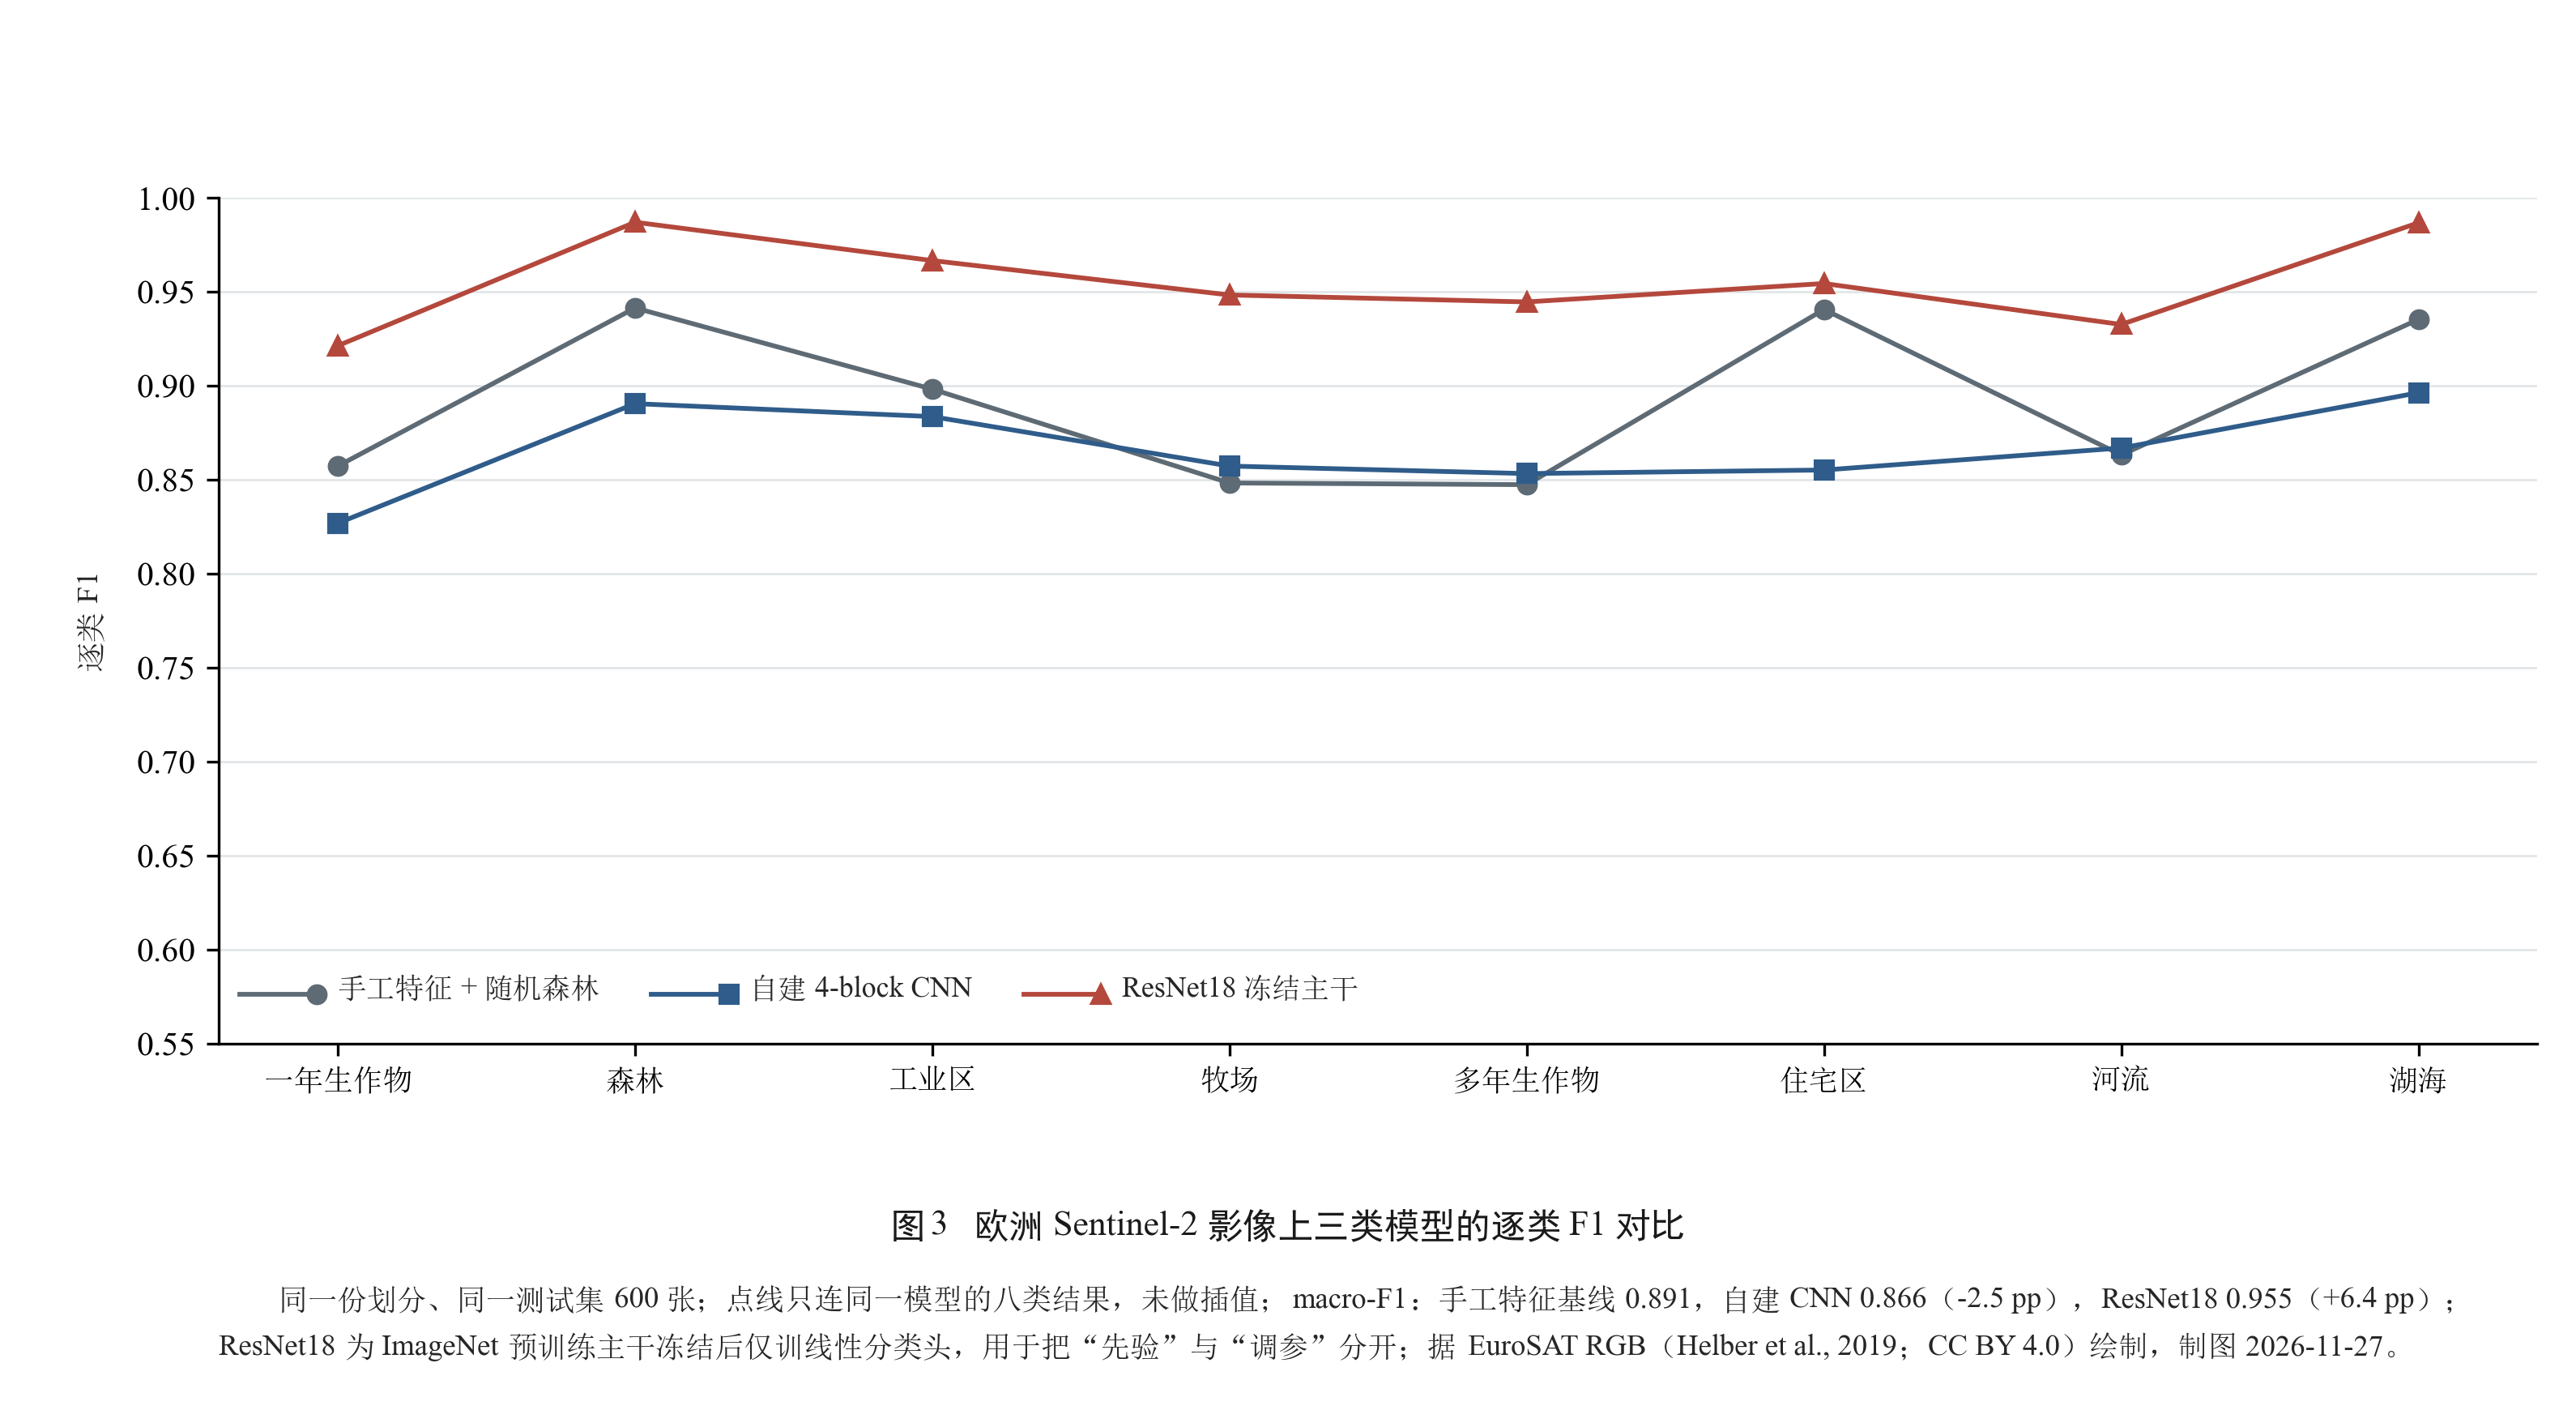 1.00
0.95
0.90
0.85
0.80
0.75
0.70
0.65
0.60
0.55
逐类 F1
手工特征 + 随机森林
自建 4-block CNN
ResNet18 冻结主干
一年生作物
森林
工业区
牧场
多年生作物
住宅区
河流
湖海
图 3 欧洲 Sentinel-2 影像上三类模型的逐类 F1 对比
同一份划分、同一测试集 600 张；点线只连同一模型的八类结果，未做插值；macro-F1：手工特征基线 0.891，自建 CNN 0.866（-2.5 pp），ResNet18 0.955（+6.4 pp）；
ResNet18 为 ImageNet 预训练主干冻结后仅训线性分类头，用于把“先验”与“调参”分开；据 EuroSAT RGB（Helber et al., 2019；CC BY 4.0）绘制，制图 2026-11-27。